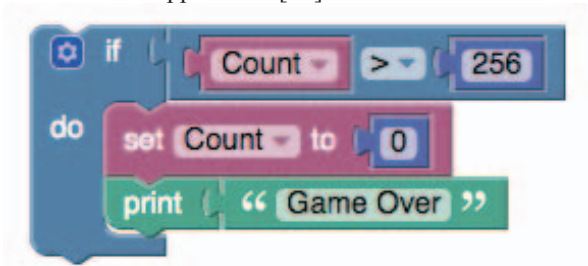 if Count > 256
do set Count to 0
print “ Game Over ”